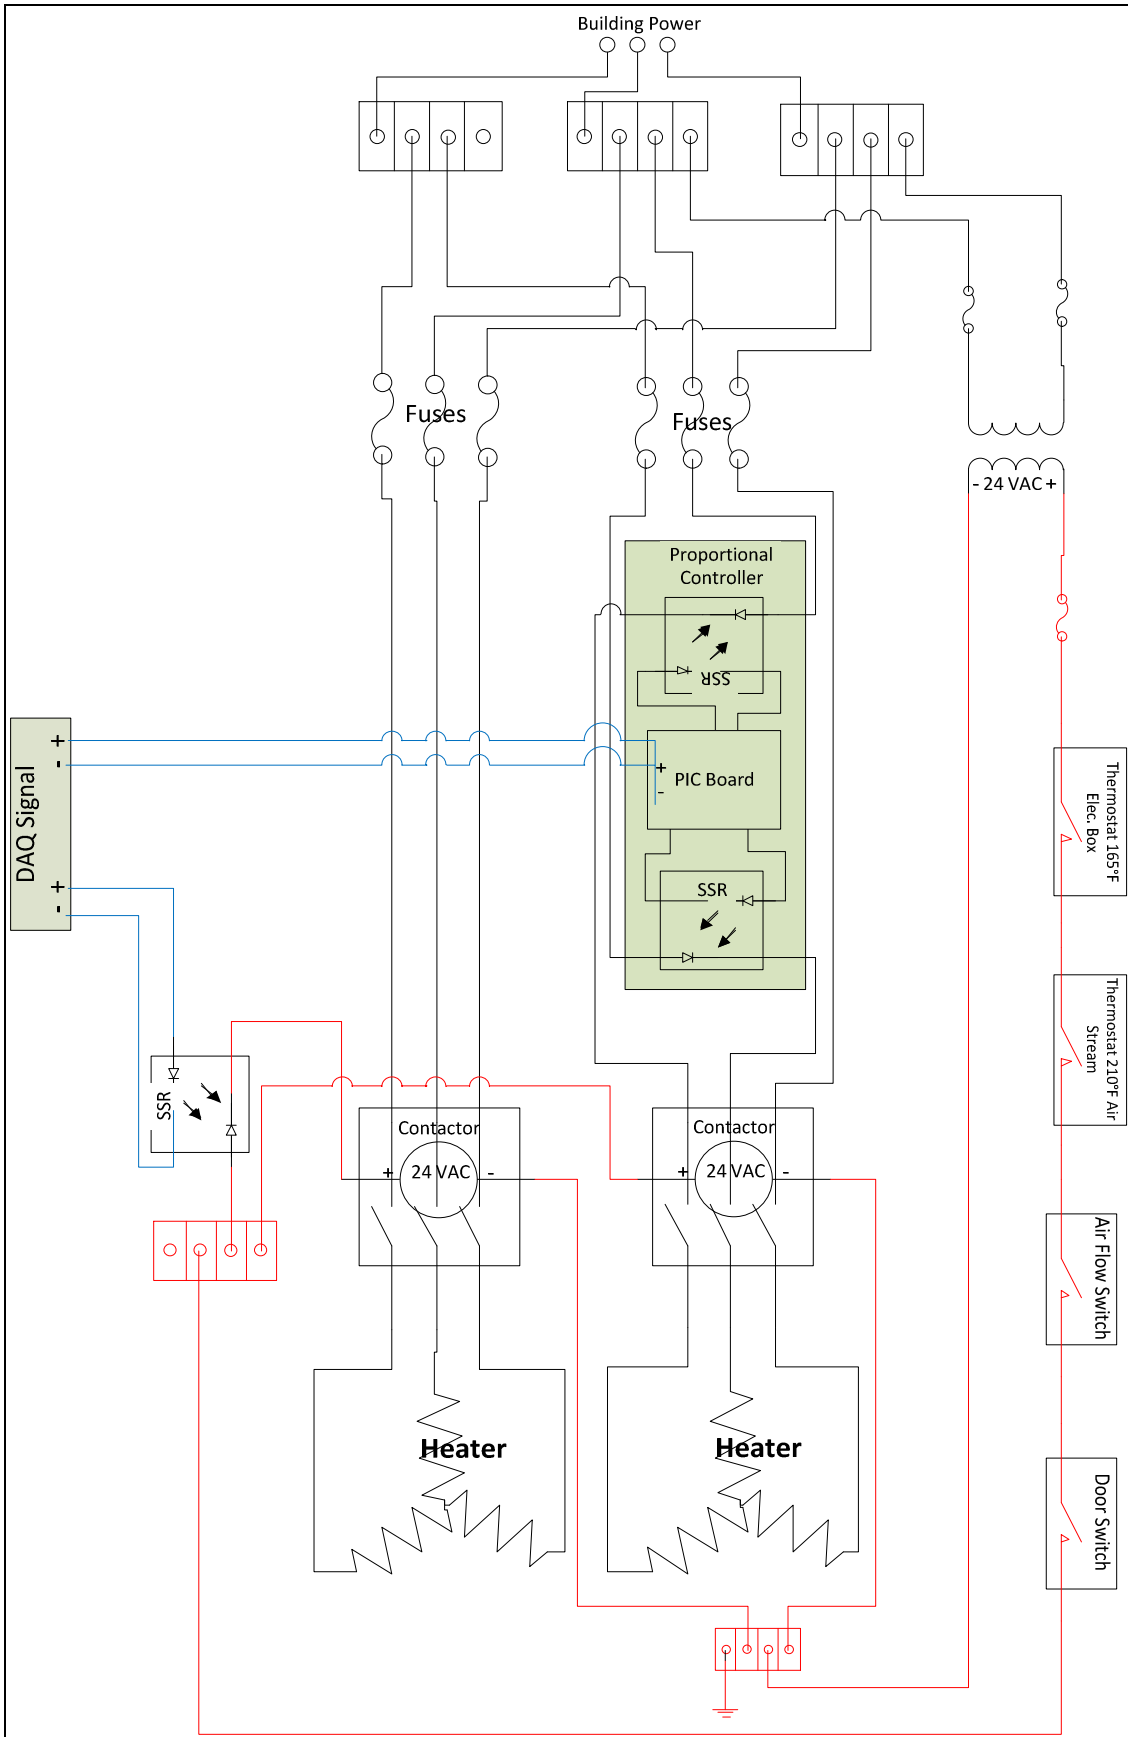 Building Power
Fuses
Fuses
- 24 VAC +
Proportional
Controller
SSR
PIC Board
+
-
SSR
DAQ Signal
+
-
+
-
SSR
Contactor
+ 24 VAC -
Contactor
+ 24 VAC -
Heater
Heater
Thermostat 165°F
Elec. Box
Thermostat 210°F Air
Stream
Air Flow Switch
Door Switch